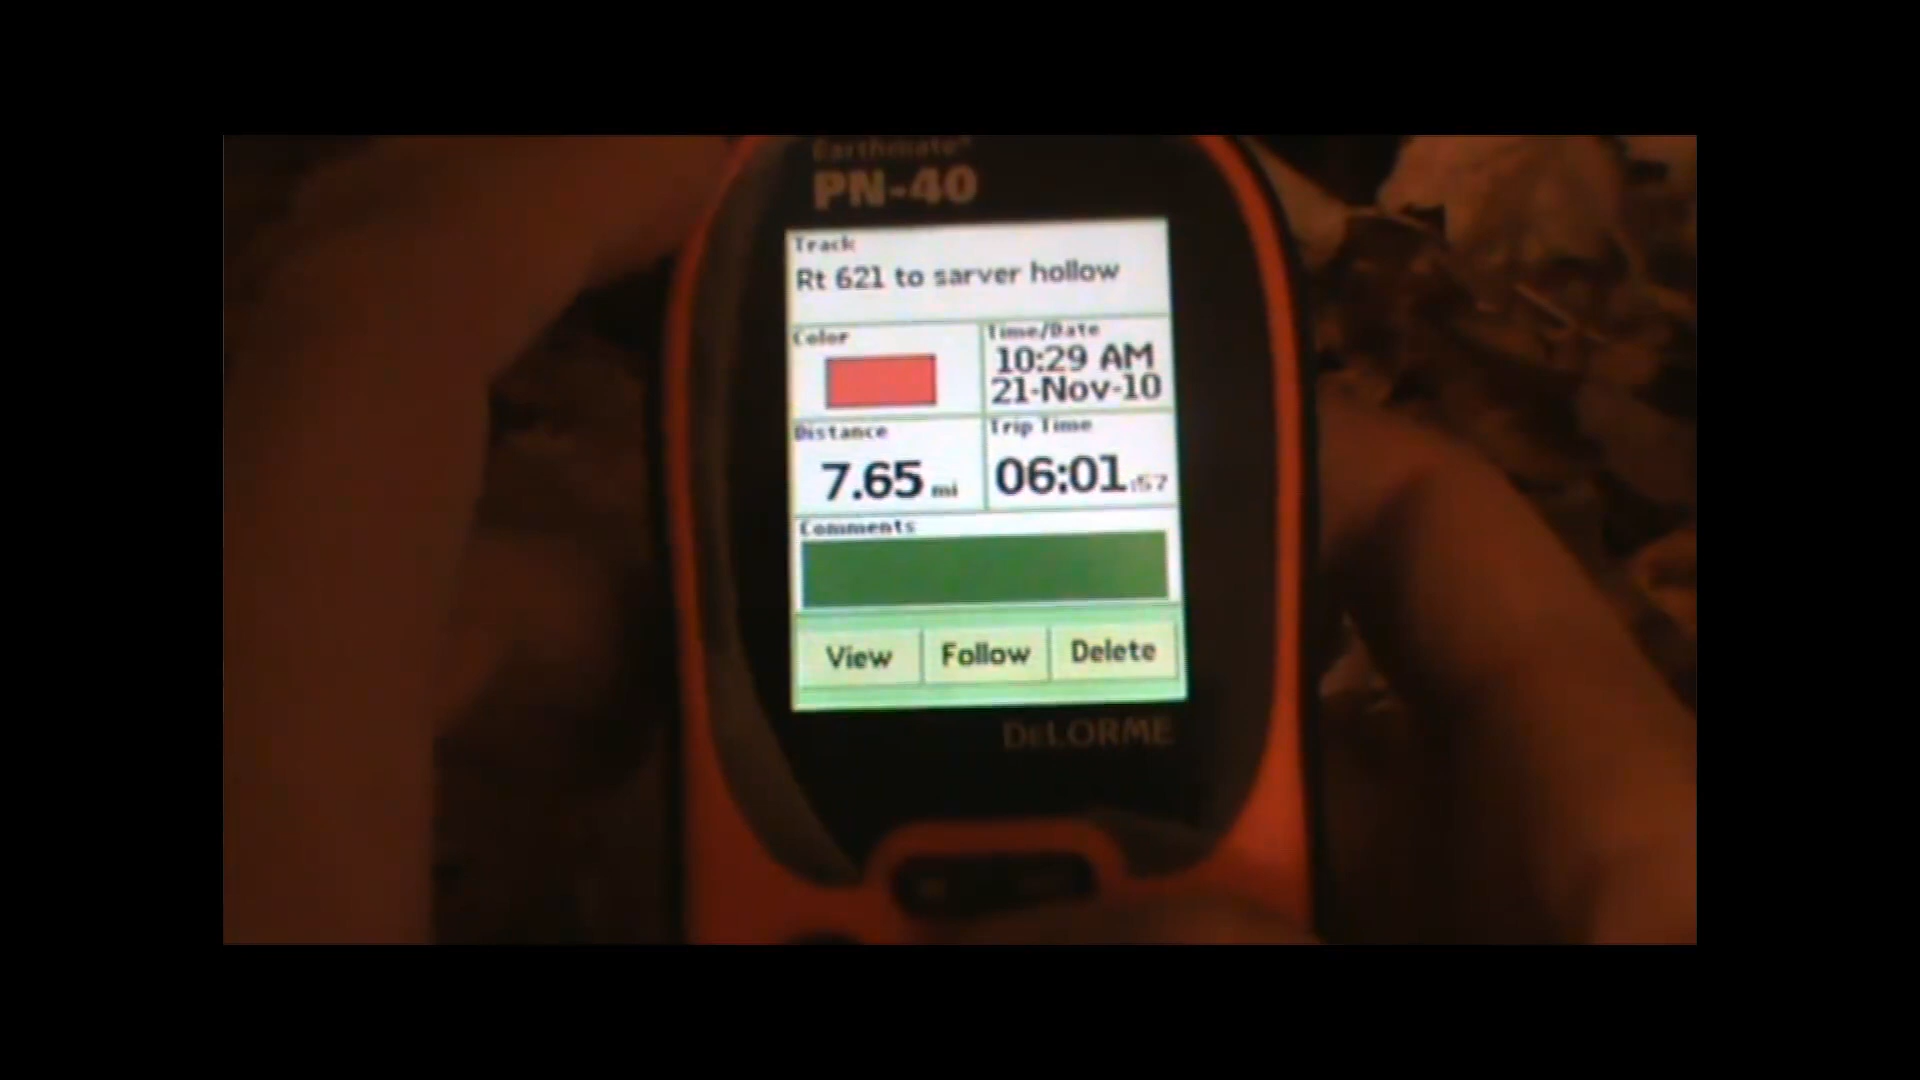 Earthmate
PN-40
Track
Rt 621 to sarver hollow
Color
Time/Date
10:29 AM
21-Nov-10
Distance
Trip Time
7.65 mi
06:01:57
Comments
View Follow Delete
DELORME